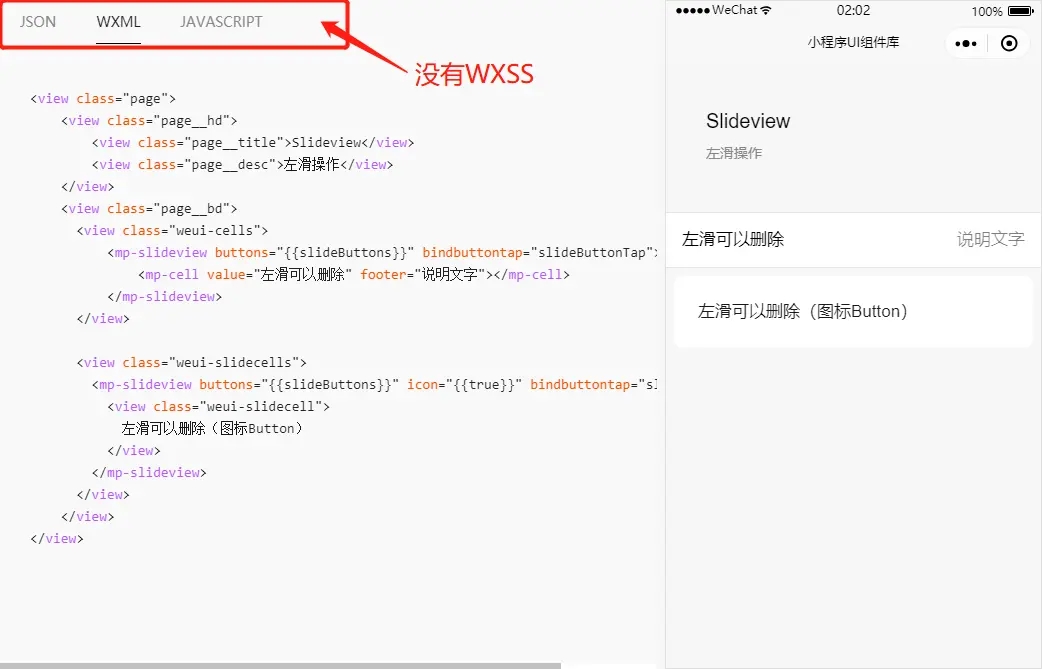 JSON WXML JAVASCRIPT
没有WXSS
<view class="page">
<view class="page__hd">
<view class="page__title">Slideview</view>
<view class="page__desc">左滑操作</view>
</view>
<view class="page__bd">
<view class="weui-cells">
<mp-slideview buttons="{{slideButtons}}" bindbuttontap="slideButtonTap">
<mp-cell value="左滑可以删除" footer="说明文字"></mp-cell>
</mp-slideview>
</view>
<view class="weui-slidecells">
<mp-slideview buttons="{{slideButtons}}" icon="{{true}}" bindbuttontap="sl
<view class="weui-slidecell">
左滑可以删除（图标Button）
</view>
</mp-slideview>
</view>
</view>
</view>
WeChat 02:02 100%
小程序UI组件库
Slideview
左滑操作
左滑可以删除 说明文字
左滑可以删除（图标Button）